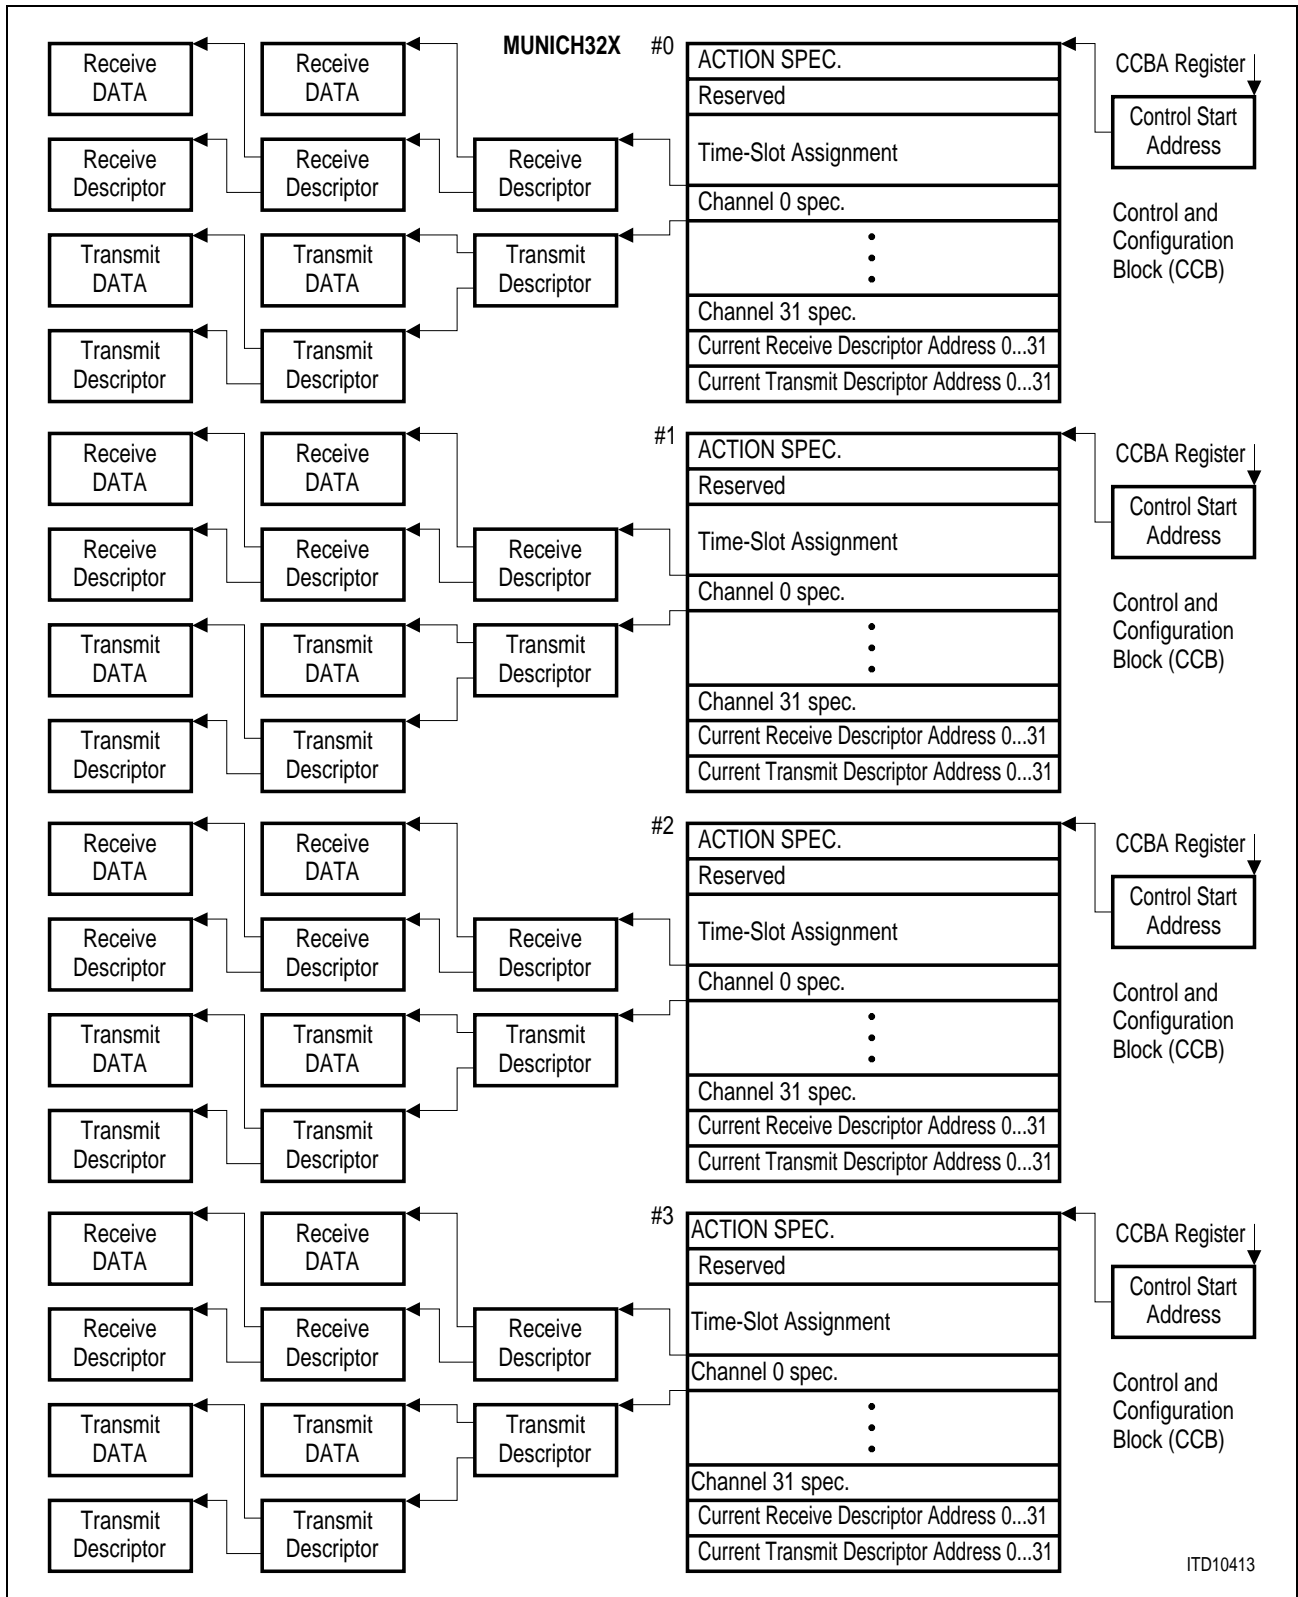 MUNICH32X
#0
Receive
DATA
Receive
DATA
Receive
Descriptor
Receive
Descriptor
Receive
Descriptor
Transmit
DATA
Transmit
DATA
Transmit
Descriptor
Transmit
Descriptor
Transmit
Descriptor
ACTION SPEC.
Reserved
Time-Slot Assignment
Channel 0 spec.
Channel 31 spec.
Current Receive Descriptor Address 0...31
Current Transmit Descriptor Address 0...31
CCBA Register
Control Start
Address
Control and
Configuration
Block (CCB)
#1
Receive
DATA
Receive
DATA
Receive
Descriptor
Receive
Descriptor
Receive
Descriptor
Transmit
DATA
Transmit
DATA
Transmit
Descriptor
Transmit
Descriptor
Transmit
Descriptor
ACTION SPEC.
Reserved
Time-Slot Assignment
Channel 0 spec.
Channel 31 spec.
Current Receive Descriptor Address 0...31
Current Transmit Descriptor Address 0...31
CCBA Register
Control Start
Address
Control and
Configuration
Block (CCB)
#2
Receive
DATA
Receive
DATA
Receive
Descriptor
Receive
Descriptor
Receive
Descriptor
Transmit
DATA
Transmit
DATA
Transmit
Descriptor
Transmit
Descriptor
Transmit
Descriptor
ACTION SPEC.
Reserved
Time-Slot Assignment
Channel 0 spec.
Channel 31 spec.
Current Receive Descriptor Address 0...31
Current Transmit Descriptor Address 0...31
CCBA Register
Control Start
Address
Control and
Configuration
Block (CCB)
#3
Receive
DATA
Receive
DATA
Receive
Descriptor
Receive
Descriptor
Receive
Descriptor
Transmit
DATA
Transmit
DATA
Transmit
Descriptor
Transmit
Descriptor
Transmit
Descriptor
ACTION SPEC.
Reserved
Time-Slot Assignment
Channel 0 spec.
Channel 31 spec.
Current Receive Descriptor Address 0...31
Current Transmit Descriptor Address 0...31
CCBA Register
Control Start
Address
Control and
Configuration
Block (CCB)
ITD10413